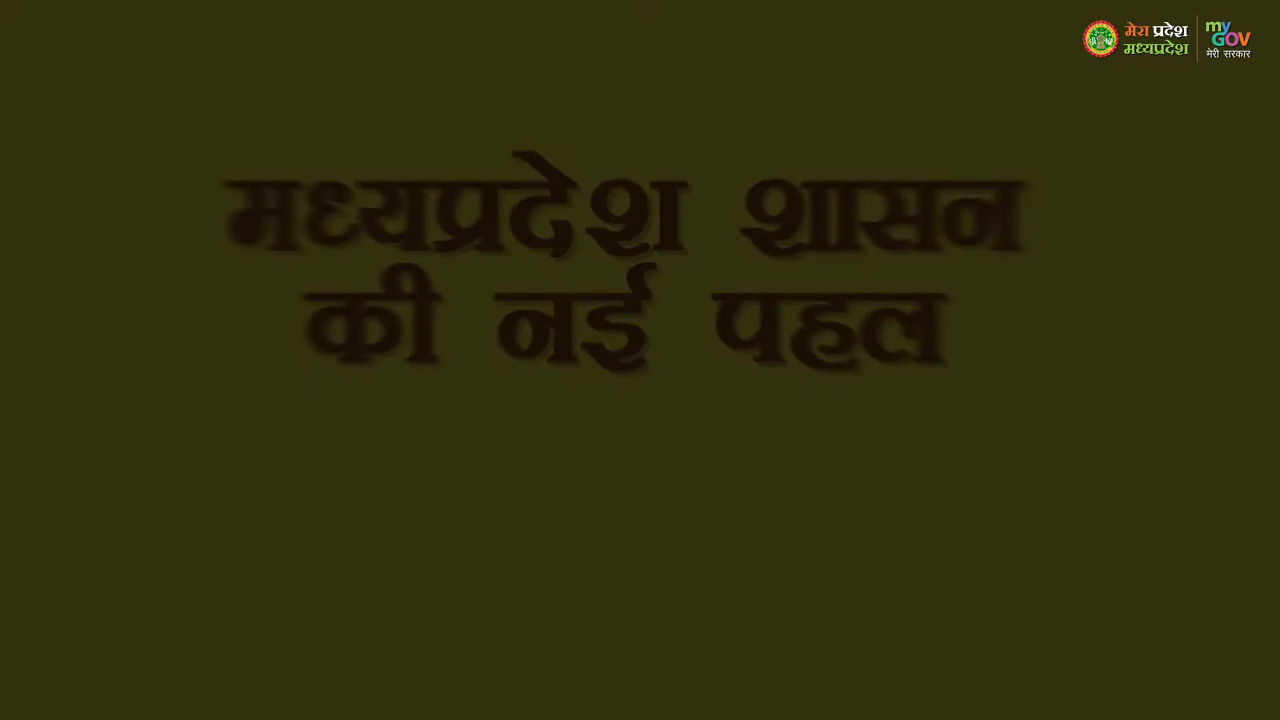 मेरा प्रदेश
मध्यप्रदेश
my
GOV
मेरी सरकार
मध्यप्रदेश शासन
की नई पहल